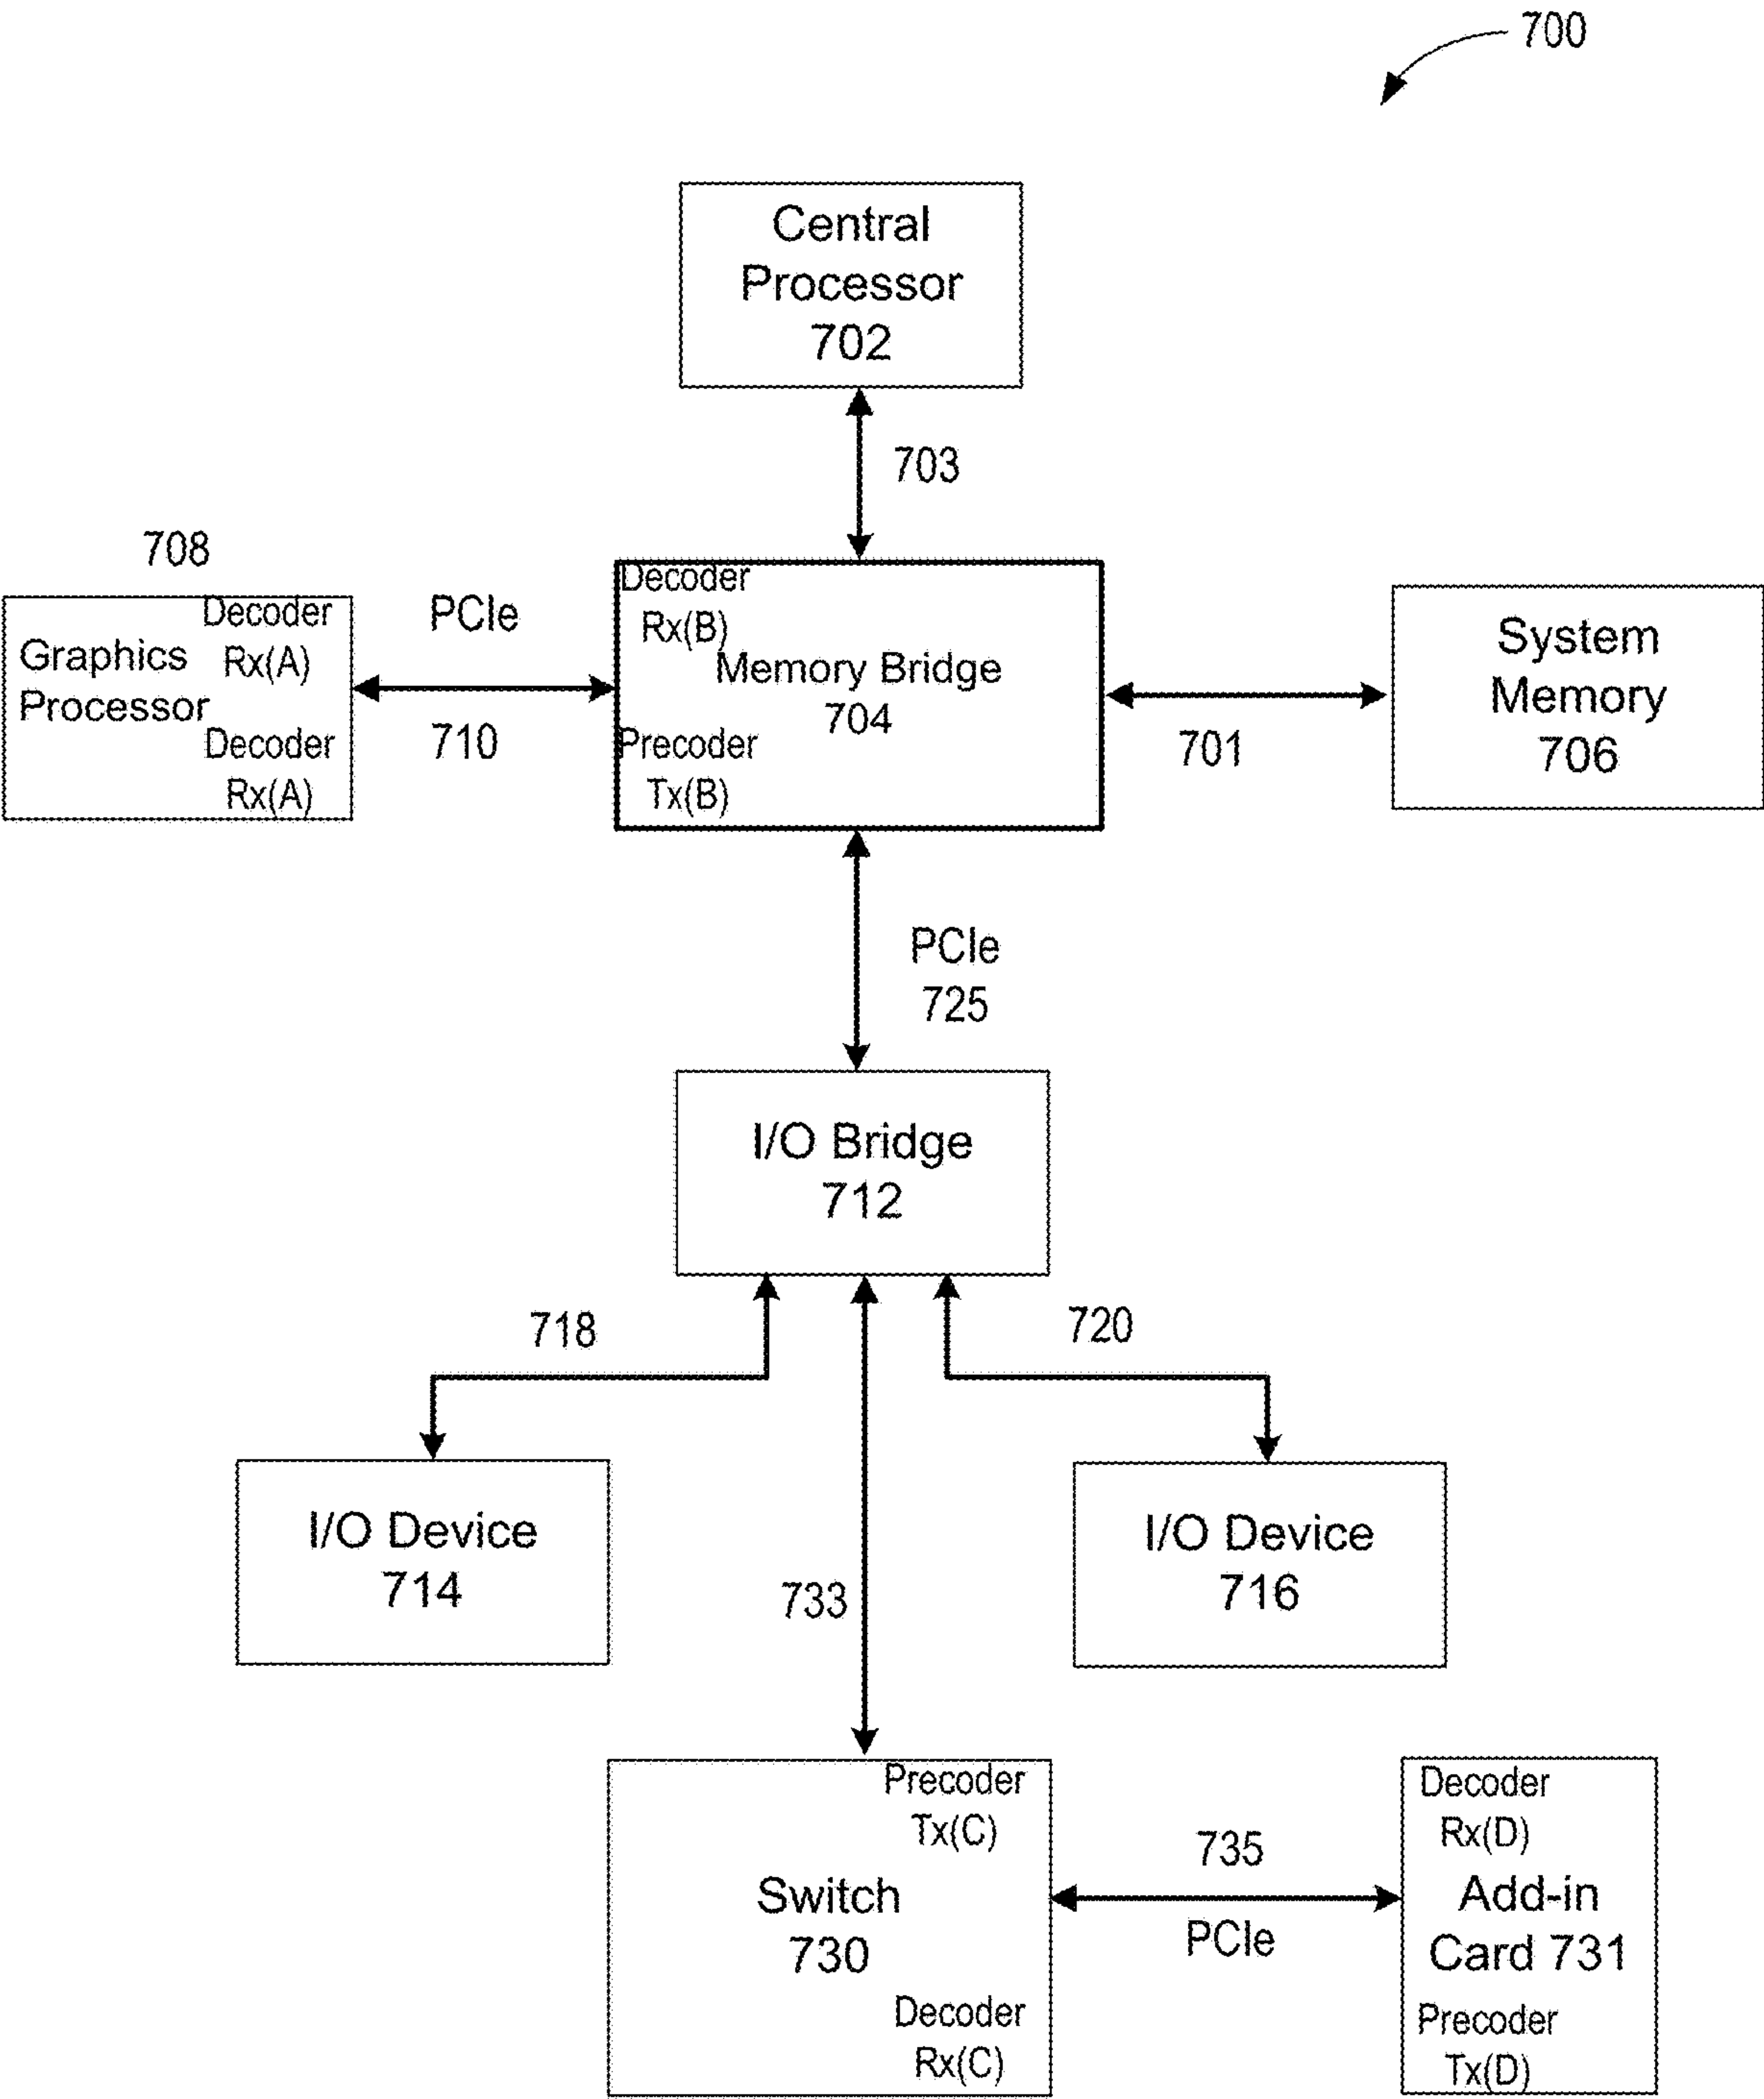 700
Central
Processor
702
703
708
Decoder
Rx(A)
Graphics
Processor
Decoder
Rx(A)
PCIe
710
Decoder
Rx(B)
Memory Bridge
704
Precoder
Tx(B)
701
System
Memory
706
PCIe
725
I/O Bridge
712
718
720
I/O Device
714
733
I/O Device
716
Precoder
Tx(C)
Switch
730
Decoder
Rx(C)
735
PCIe
Decoder
Rx(D)
Add-in
Card 731
Precoder
Tx(D)